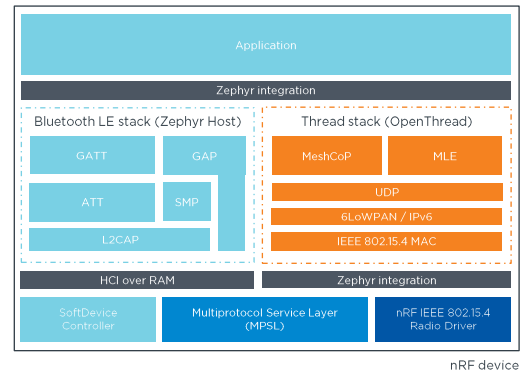 Application
Zephyr integration
Bluetooth LE stack (Zephyr Host)
Thread stack (OpenThread)
GATT
GAP
MeshCoP
MLE
ATT
SMP
UDP
6LoWPAN / IPv6
L2CAP
IEEE 802.15.4 MAC
HCI over RAM
Zephyr integration
SoftDevice
Controller
Multiprotocol Service Layer
(MPSL)
nRF IEEE 802.15.4
Radio Driver
nRF device